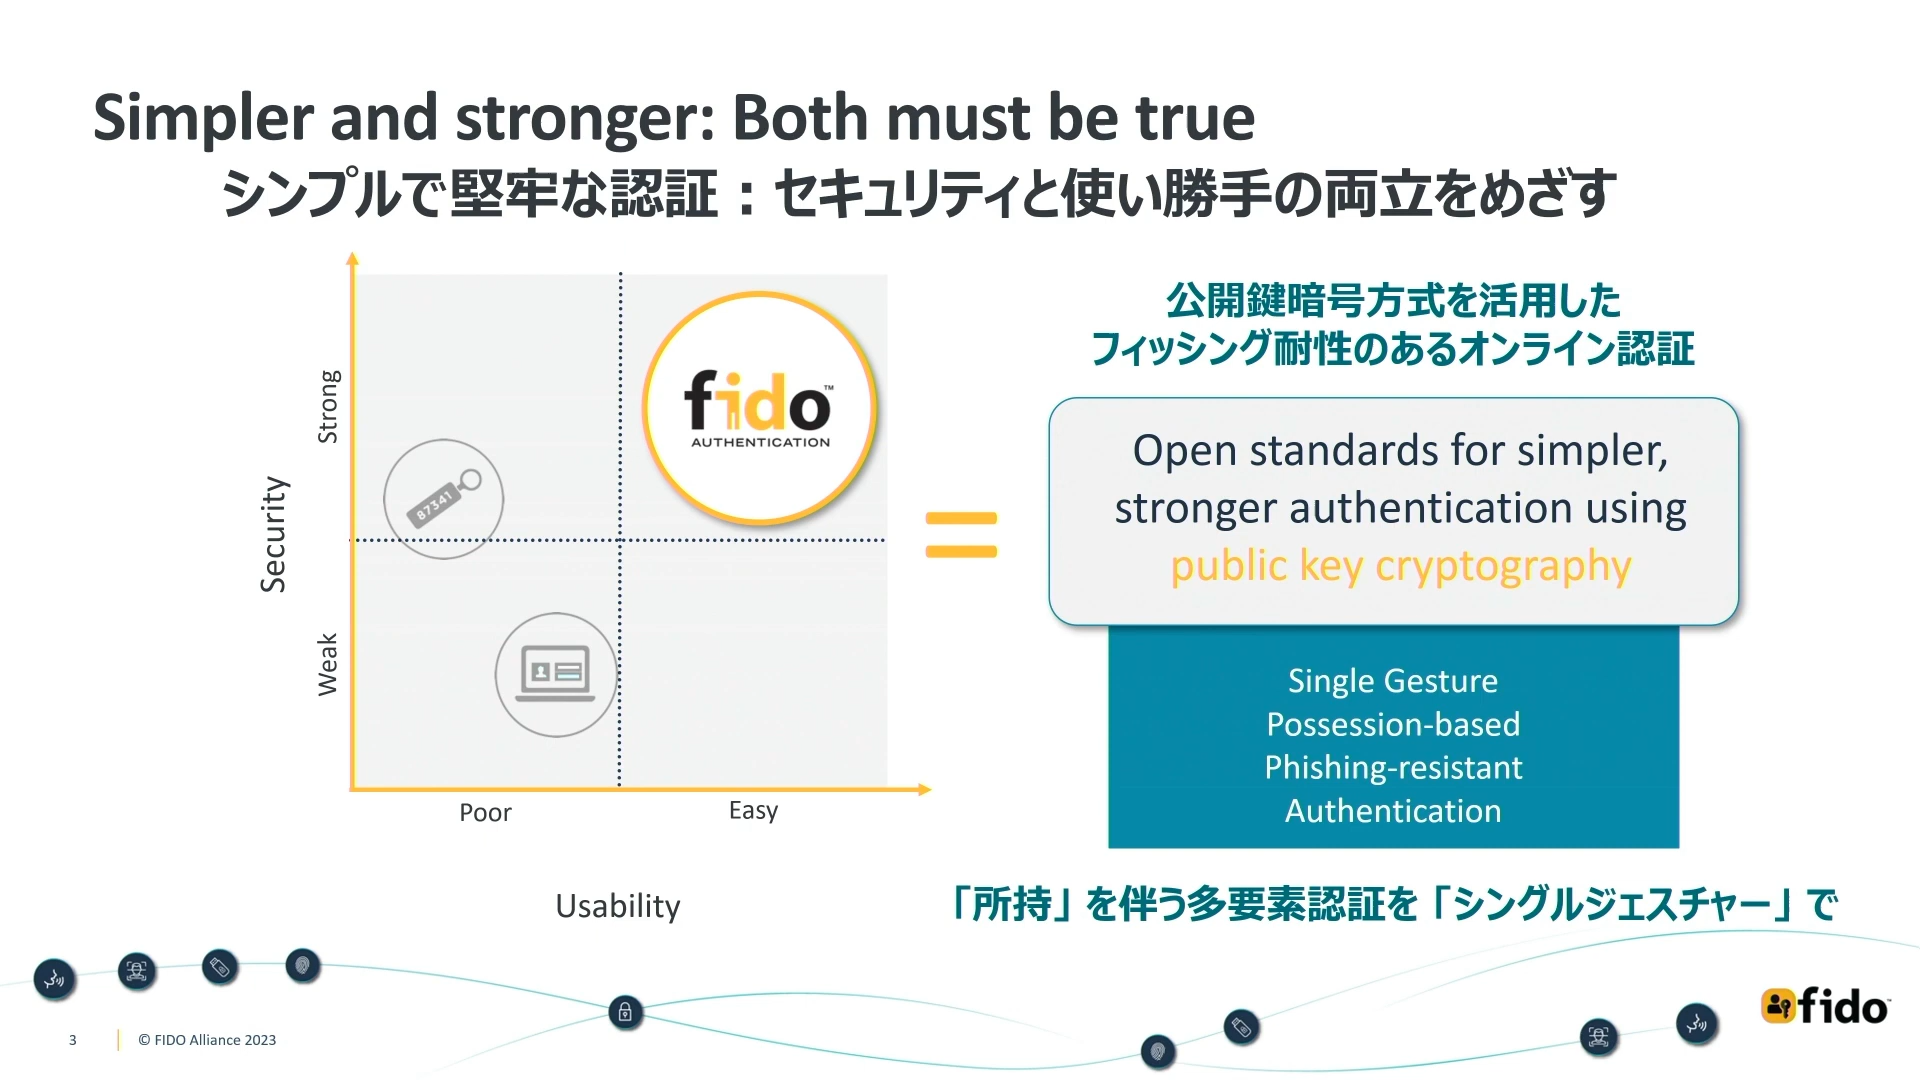 Simpler and stronger: Both must be true
シンプルで堅牢な認証：セキュリティと使い勝手の両立をめざす
Security
Strong
Weak
87341
fido™
AUTHENTICATION
Poor
Easy
Usability
公開鍵暗号方式を活用した
フィッシング耐性のあるオンライン認証
Open standards for simpler,
stronger authentication using
public key cryptography
Single Gesture
Possession-based
Phishing-resistant
Authentication
「所持」を伴う多要素認証を「シングルジェスチャー」で
3
© FIDO Alliance 2023
fido™